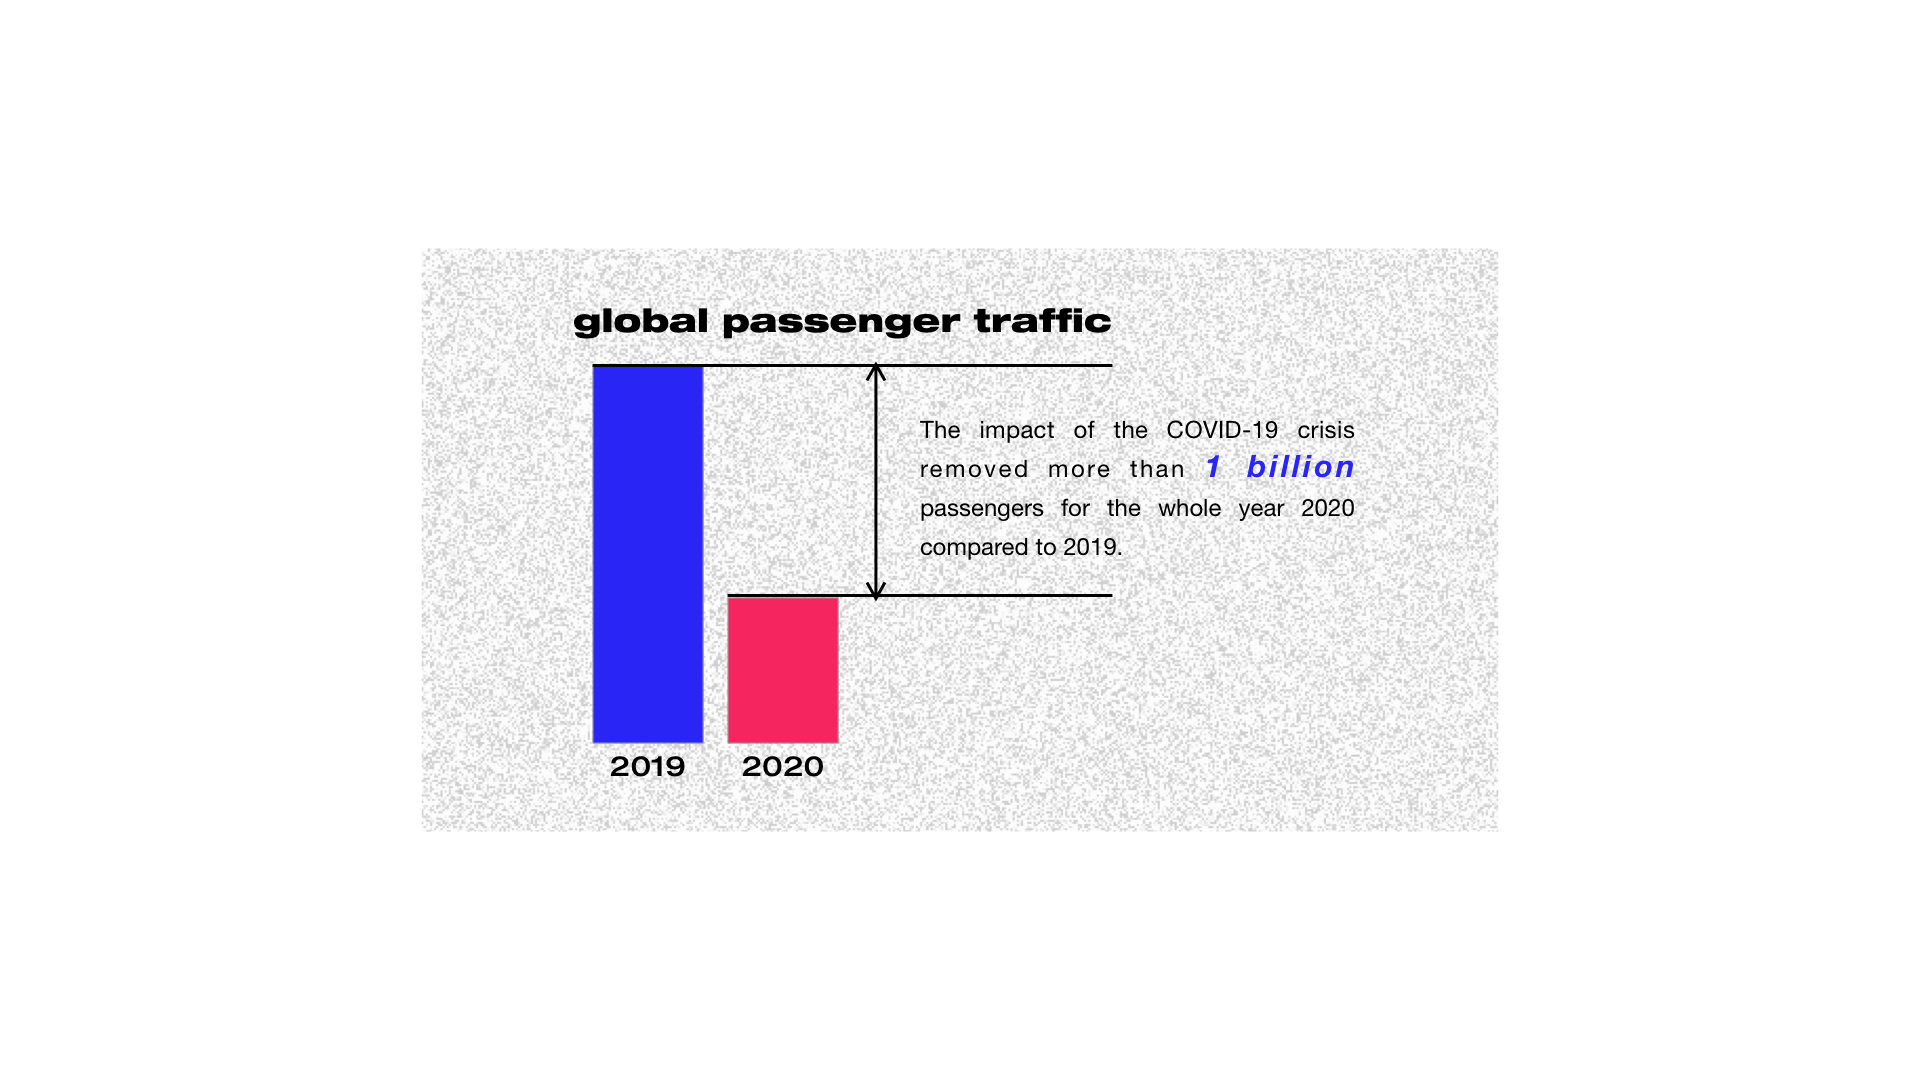 global passenger traffic
The impact of the COVID-19 crisis
removed more than 1 billion
passengers for the whole year 2020
compared to 2019.
2019
2020